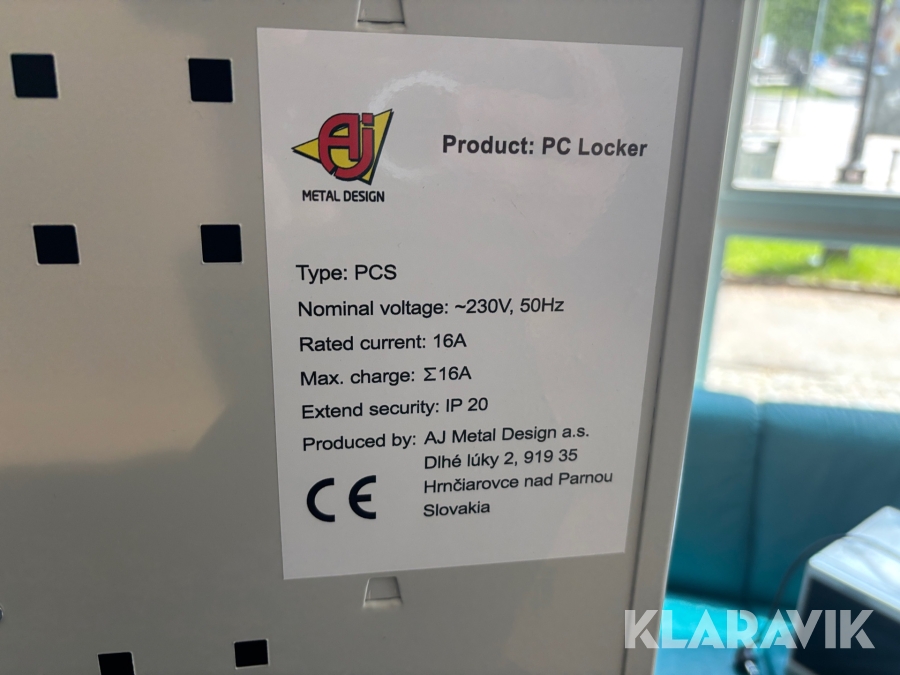 Aj
METAL DESIGN
Product: PC Locker
Type: PCS
Nominal voltage: ~230V, 50Hz
Rated current: 16A
Max. charge: Σ16A
Extend security: IP 20
Produced by: AJ Metal Design a.s.
Dlhé lúky 2, 919 35
Hrnčiarovce nad Parnou
Slovakia
CE
KLARAVIK